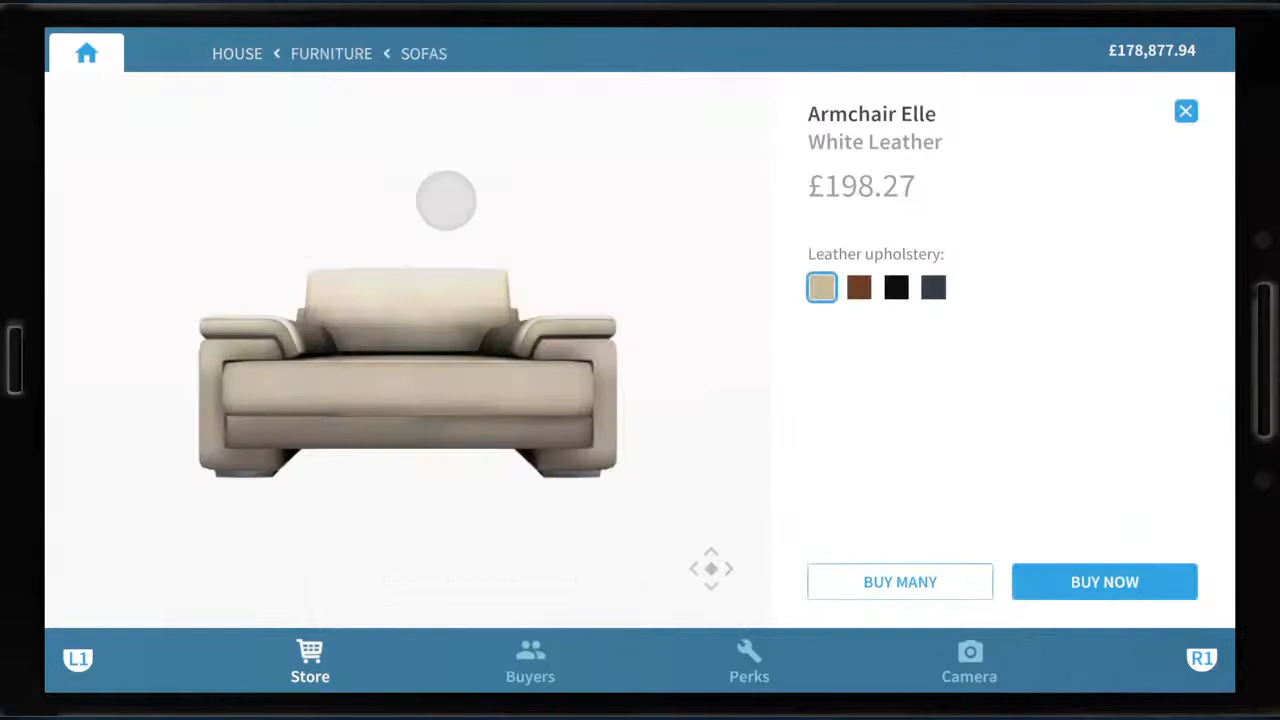 HOUSE < FURNITURE < SOFAS
£178,877.94
Armchair Elle
White Leather
£198.27
Leather upholstery:
BUY MANY
BUY NOW
L1
Store
Buyers
Perks
Camera
R1